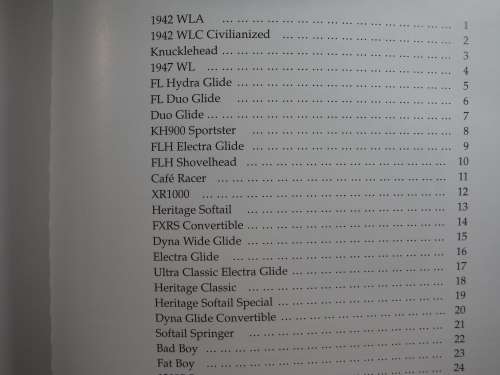 1942 WLA … … … … … … … … … … … … … … … 1
1942 WLC Civilianized … … … … … … … … … … … 2
Knucklehead … … … … … … … … … … … … … … … 3
1947 WL … … … … … … … … … … … … … … … … 4
FL Hydra Glide … … … … … … … … … … … … … … 5
FL Duo Glide … … … … … … … … … … … … … … 6
Duo Glide … … … … … … … … … … … … … … … … 7
KH900 Sportster … … … … … … … … … … … … … 8
FLH Electra Glide … … … … … … … … … … … … … 9
FLH Shovelhead … … … … … … … … … … … … … 10
Café Racer … … … … … … … … … … … … … … … 11
XR1000 … … … … … … … … … … … … … … … … 12
Heritage Softail … … … … … … … … … … … … … 13
FXRS Convertible … … … … … … … … … … … … … 14
Dyna Wide Glide … … … … … … … … … … … … … 15
Electra Glide … … … … … … … … … … … … … … 16
Ultra Classic Electra Glide … … … … … … … … … … 17
Heritage Classic … … … … … … … … … … … … … 18
Heritage Softail Special … … … … … … … … … … … 19
Dyna Glide Convertible … … … … … … … … … … … 20
Softail Springer … … … … … … … … … … … … … 21
Bad Boy … … … … … … … … … … … … … … … 22
Fat Boy … … … … … … … … … … … … … … … 23
24